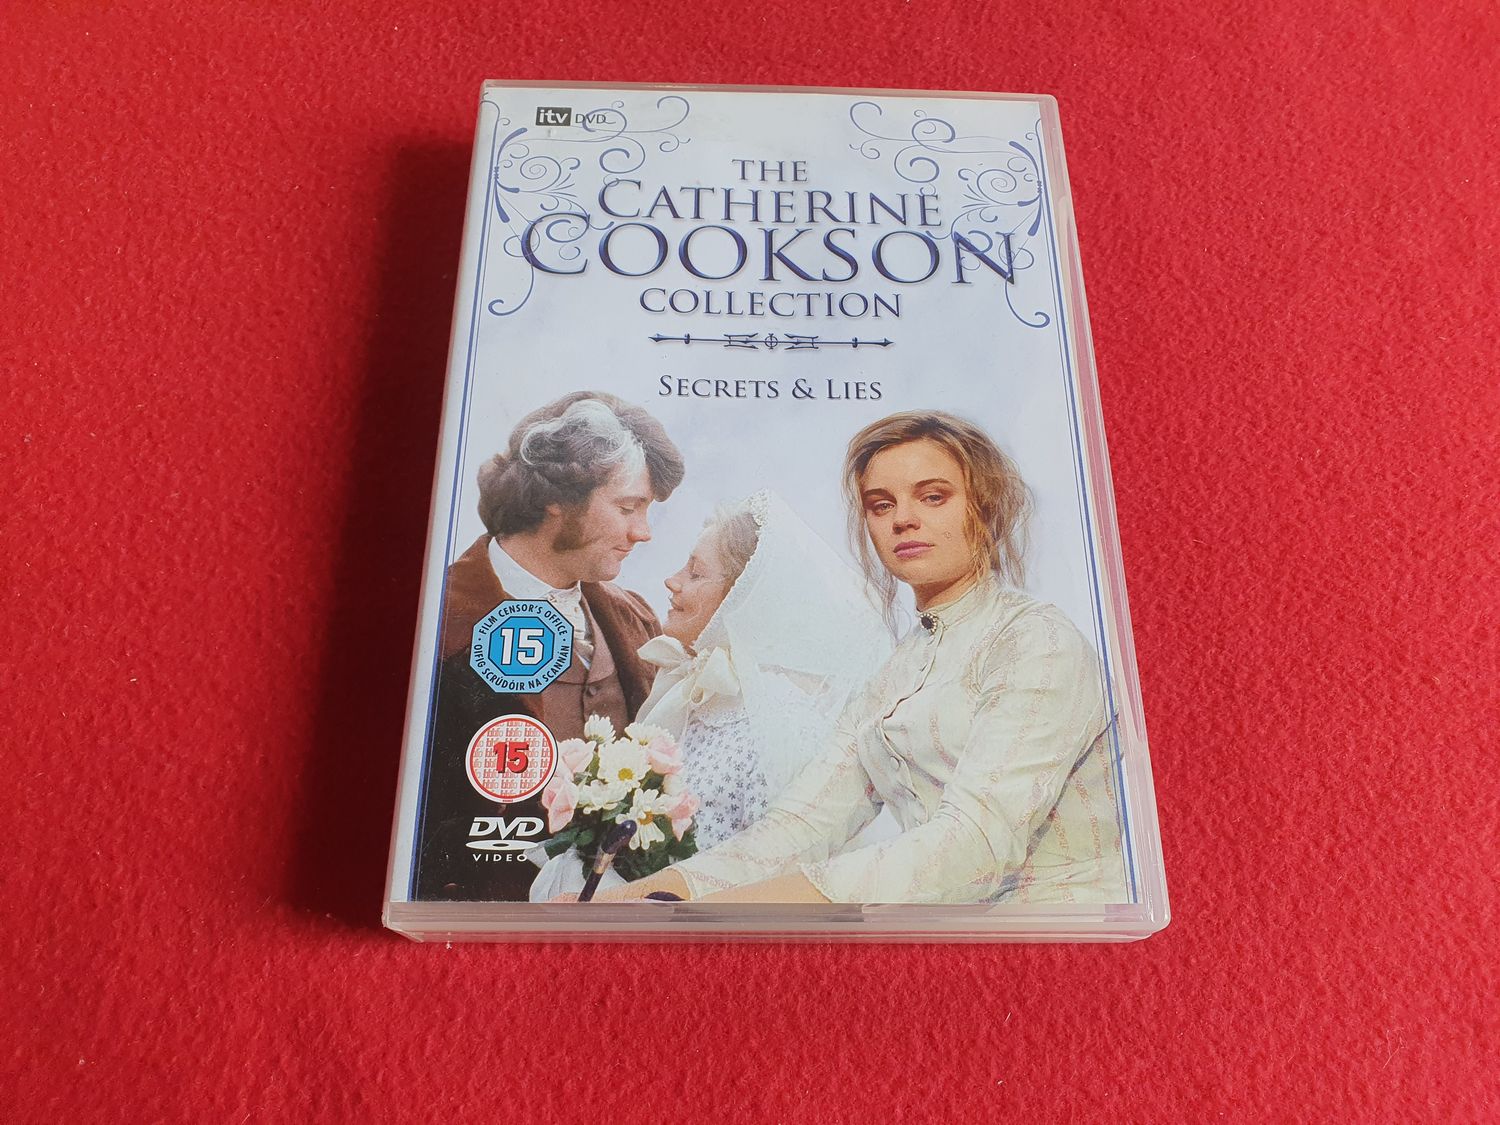 itv DVD
THE
CATHERINE
COOKSON
COLLECTION
SECRETS & LIES
· FILM CENSOR'S OFFICE ·
15
OIFIG SCRÚDÓIR NA SCANNÁN
15
DVD
VIDEO